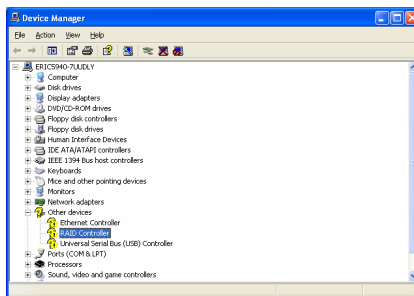 Device Manager
File Action View Help
ERIC5940-7UUDLY
Computer
Disk drives
Display adapters
DVD/CD-ROM drives
Floppy disk controllers
Floppy disk drives
Human Interface Devices
IDE ATA/ATAPI controllers
IEEE 1394 Bus host controllers
Keyboards
Mice and other pointing devices
Monitors
Network adapters
Other devices
Ethernet Controller
RAID Controller
Universal Serial Bus (USB) Controller
Ports (COM & LPT)
Processors
Sound, video and game controllers